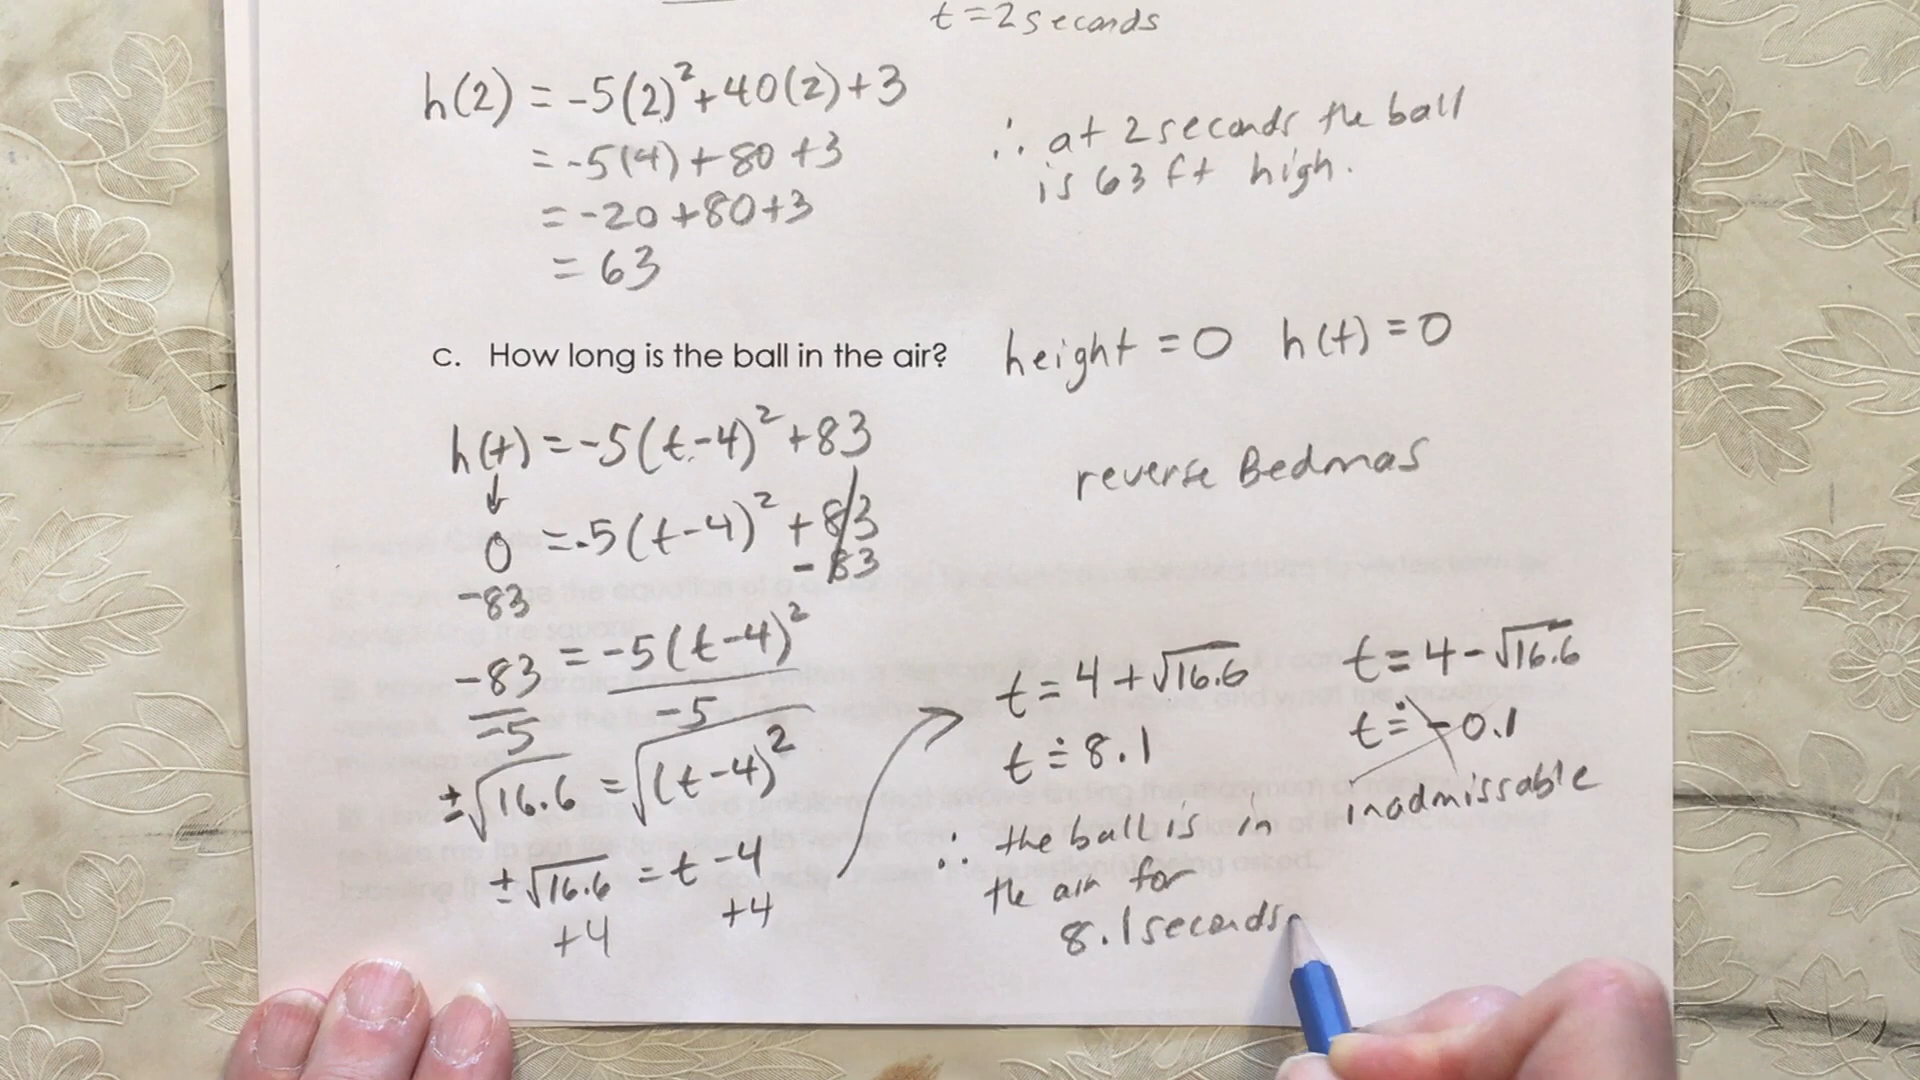 t = 2 seconds
h(2) = -5(2)² + 40(2) + 3
= -5(4) + 80 + 3
= -20 + 80 + 3
= 63
∴ at 2 seconds the ball
is 63 ft high.
c. How long is the ball in the air?
height = 0 h(t) = 0
h(t) = -5(t-4)² + 83
reverse Bedmas
0 = -5(t-4)² + 83
-83 -83
-83 = -5(t-4)²
-5 -5
±√16.6 = √(t-4)²
±√16.6 = t - 4
+4 +4
t = 4 + √16.6
t ≐ 8.1
∴ the ball is in
the air for
8.1 seconds
t = 4 - √16.6
t ≐ -0.1
inadmissable